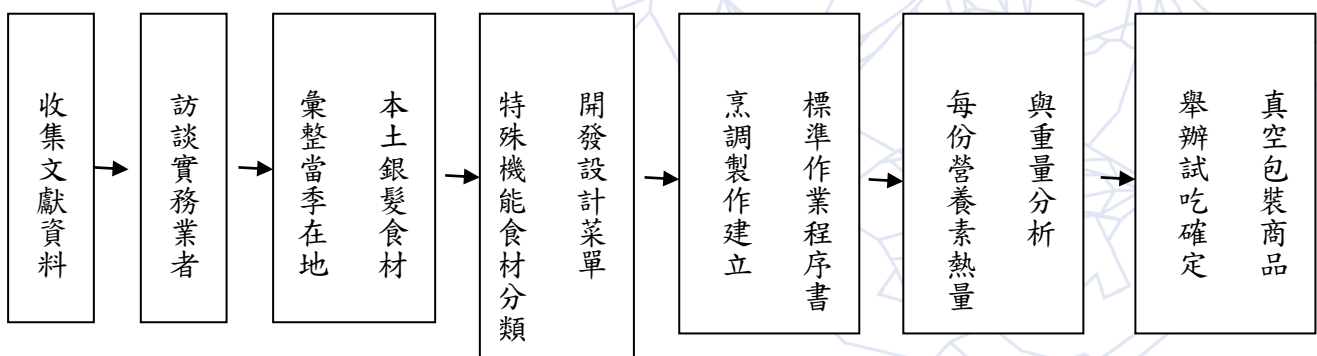 收集文獻資料
訪談實務業者
彙整當季在地
本土銀髮食材
特殊機能食材分類
開發設計菜單
烹調製作建立
標準作業程序書
每份營養素熱量
與重量分析
舉辦試吃確定
真空包裝商品